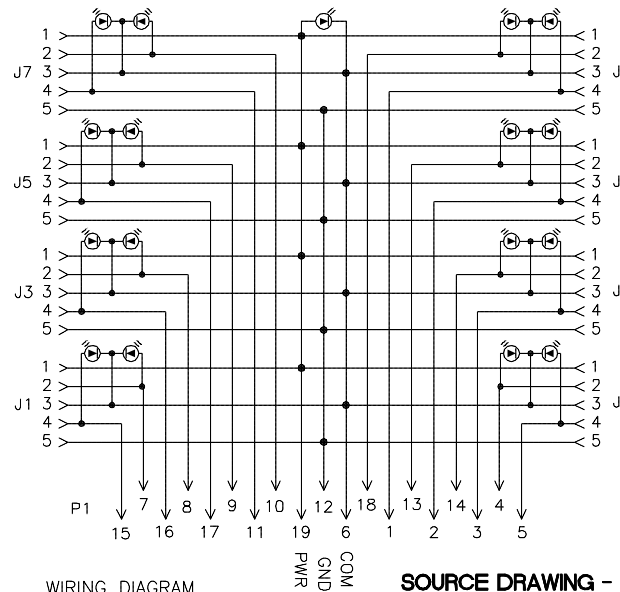 1 1
2 2
J7 3 3 J
4 4
5 5
1 1
2 2
J5 3 3 J
4 4
5 5
1 1
2 2
J3 3 3 J
4 4
5 5
1 1
2 2
J1 3 3 J
4 4
5 5
7 8 9 10 12 18 13 14 4
P1
15 16 17 11 19 6 1 2 3 5
PWR GND COM
WIRING DIAGRAM
SOURCE DRAWING -